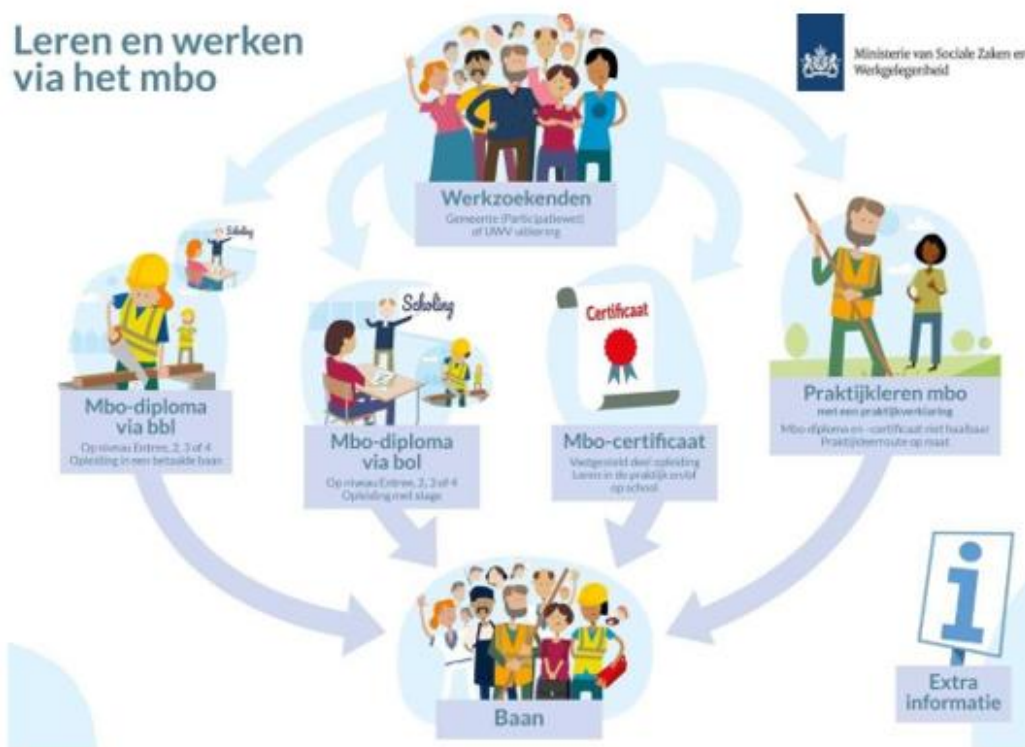 Leren en werken
via het mbo
Ministerie van Sociale Zaken en
Werkgelegenheid
Werkzoekenden
Gemeente (Participatiewet)
of UWV uitkering
Scholing
Mbo-diploma
via bbl
Op niveau Entree, 2, 3 of 4
Opleiding in een betaalde baan
Scholing
Mbo-diploma
via bol
Op niveau Entree, 2, 3 of 4
Opleiding met stage
Certificaat
Mbo-certificaat
Vastgesteld deel opleiding
Leren in de praktijk en/of
op school
Praktijkleren mbo
met een praktijkverklaring
Mbo-diploma en -certificaat niet haalbaar
Praktijkleerroute op maat
Baan
Extra
informatie